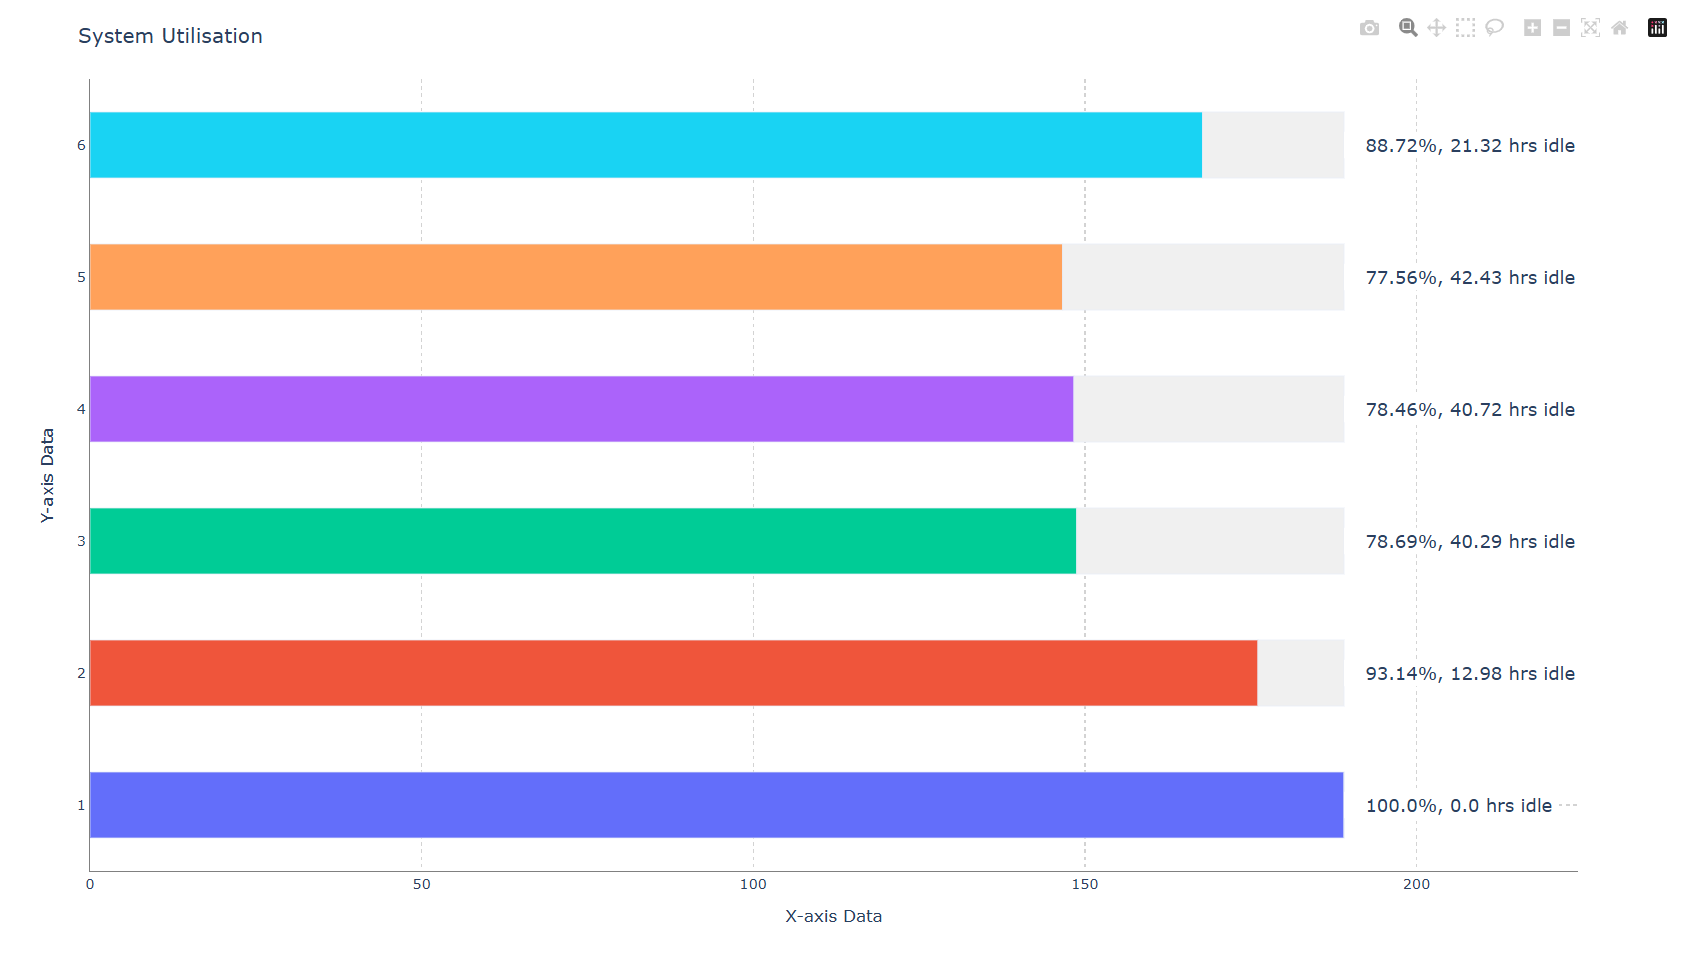 System Utilisation
6
88.72%, 21.32 hrs idle
5
77.56%, 42.43 hrs idle
4
78.46%, 40.72 hrs idle
Y-axis Data
3
78.69%, 40.29 hrs idle
2
93.14%, 12.98 hrs idle
1
100.0%, 0.0 hrs idle
0 50 100 150 200
X-axis Data